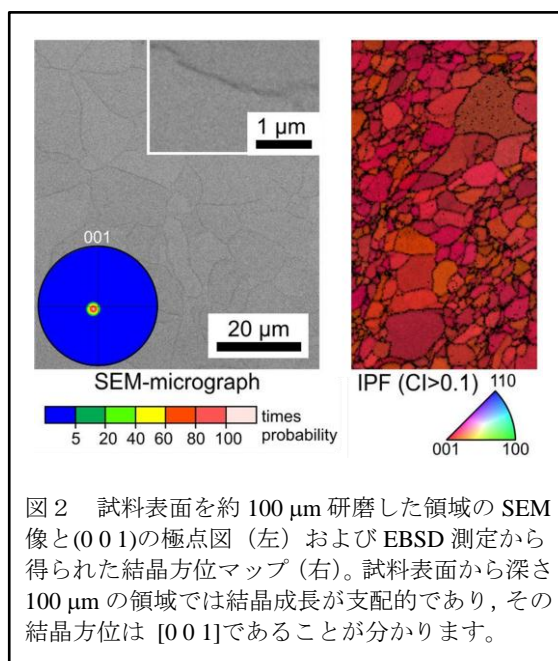 1 μm
001
20 μm
SEM-micrograph
IPF (CI>0.1)
110
001
100
5 20 40 60 80 100
times
probability
図２　試料表面を約 100 μm 研磨した領域の SEM
像と(0 0 1)の極点図（左）および EBSD 測定から
得られた結晶方位マップ（右）。試料表面から深さ
100 μm の領域では結晶成長が支配的であり，その
結晶方位は [0 0 1]であることが分かります。